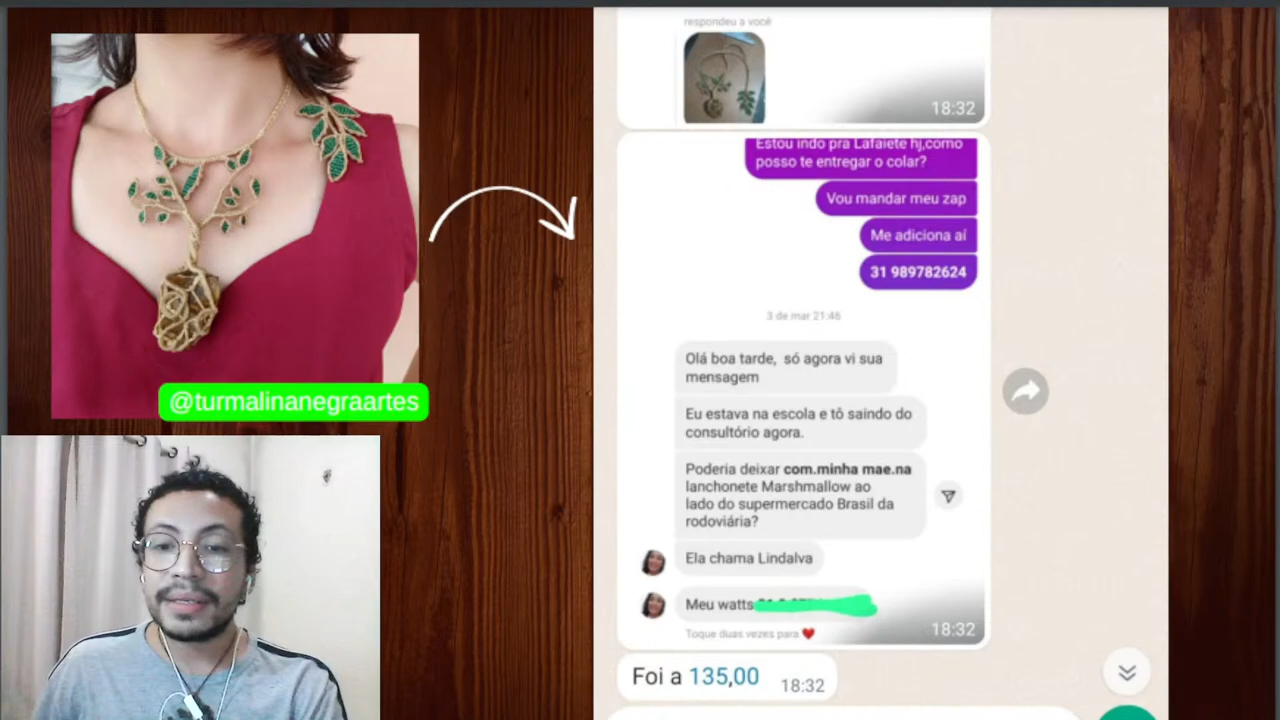 @turmalinanegraartes
respondeu a você
18:32
Estou indo pra Lafaiete hj,como
posso te entregar o colar?
Vou mandar meu zap
Me adiciona aí
31 989782624
3 de mar 21:46
Olá boa tarde, só agora vi sua
mensagem
Eu estava na escola e tô saindo do
consultório agora.
Poderia deixar com.minha mae.na
lanchonete Marshmallow ao
lado do supermercado Brasil da
rodoviária?
Ela chama Lindalva
Meu watts
Toque duas vezes para ❤️
18:32
Foi a 135,00
18:32